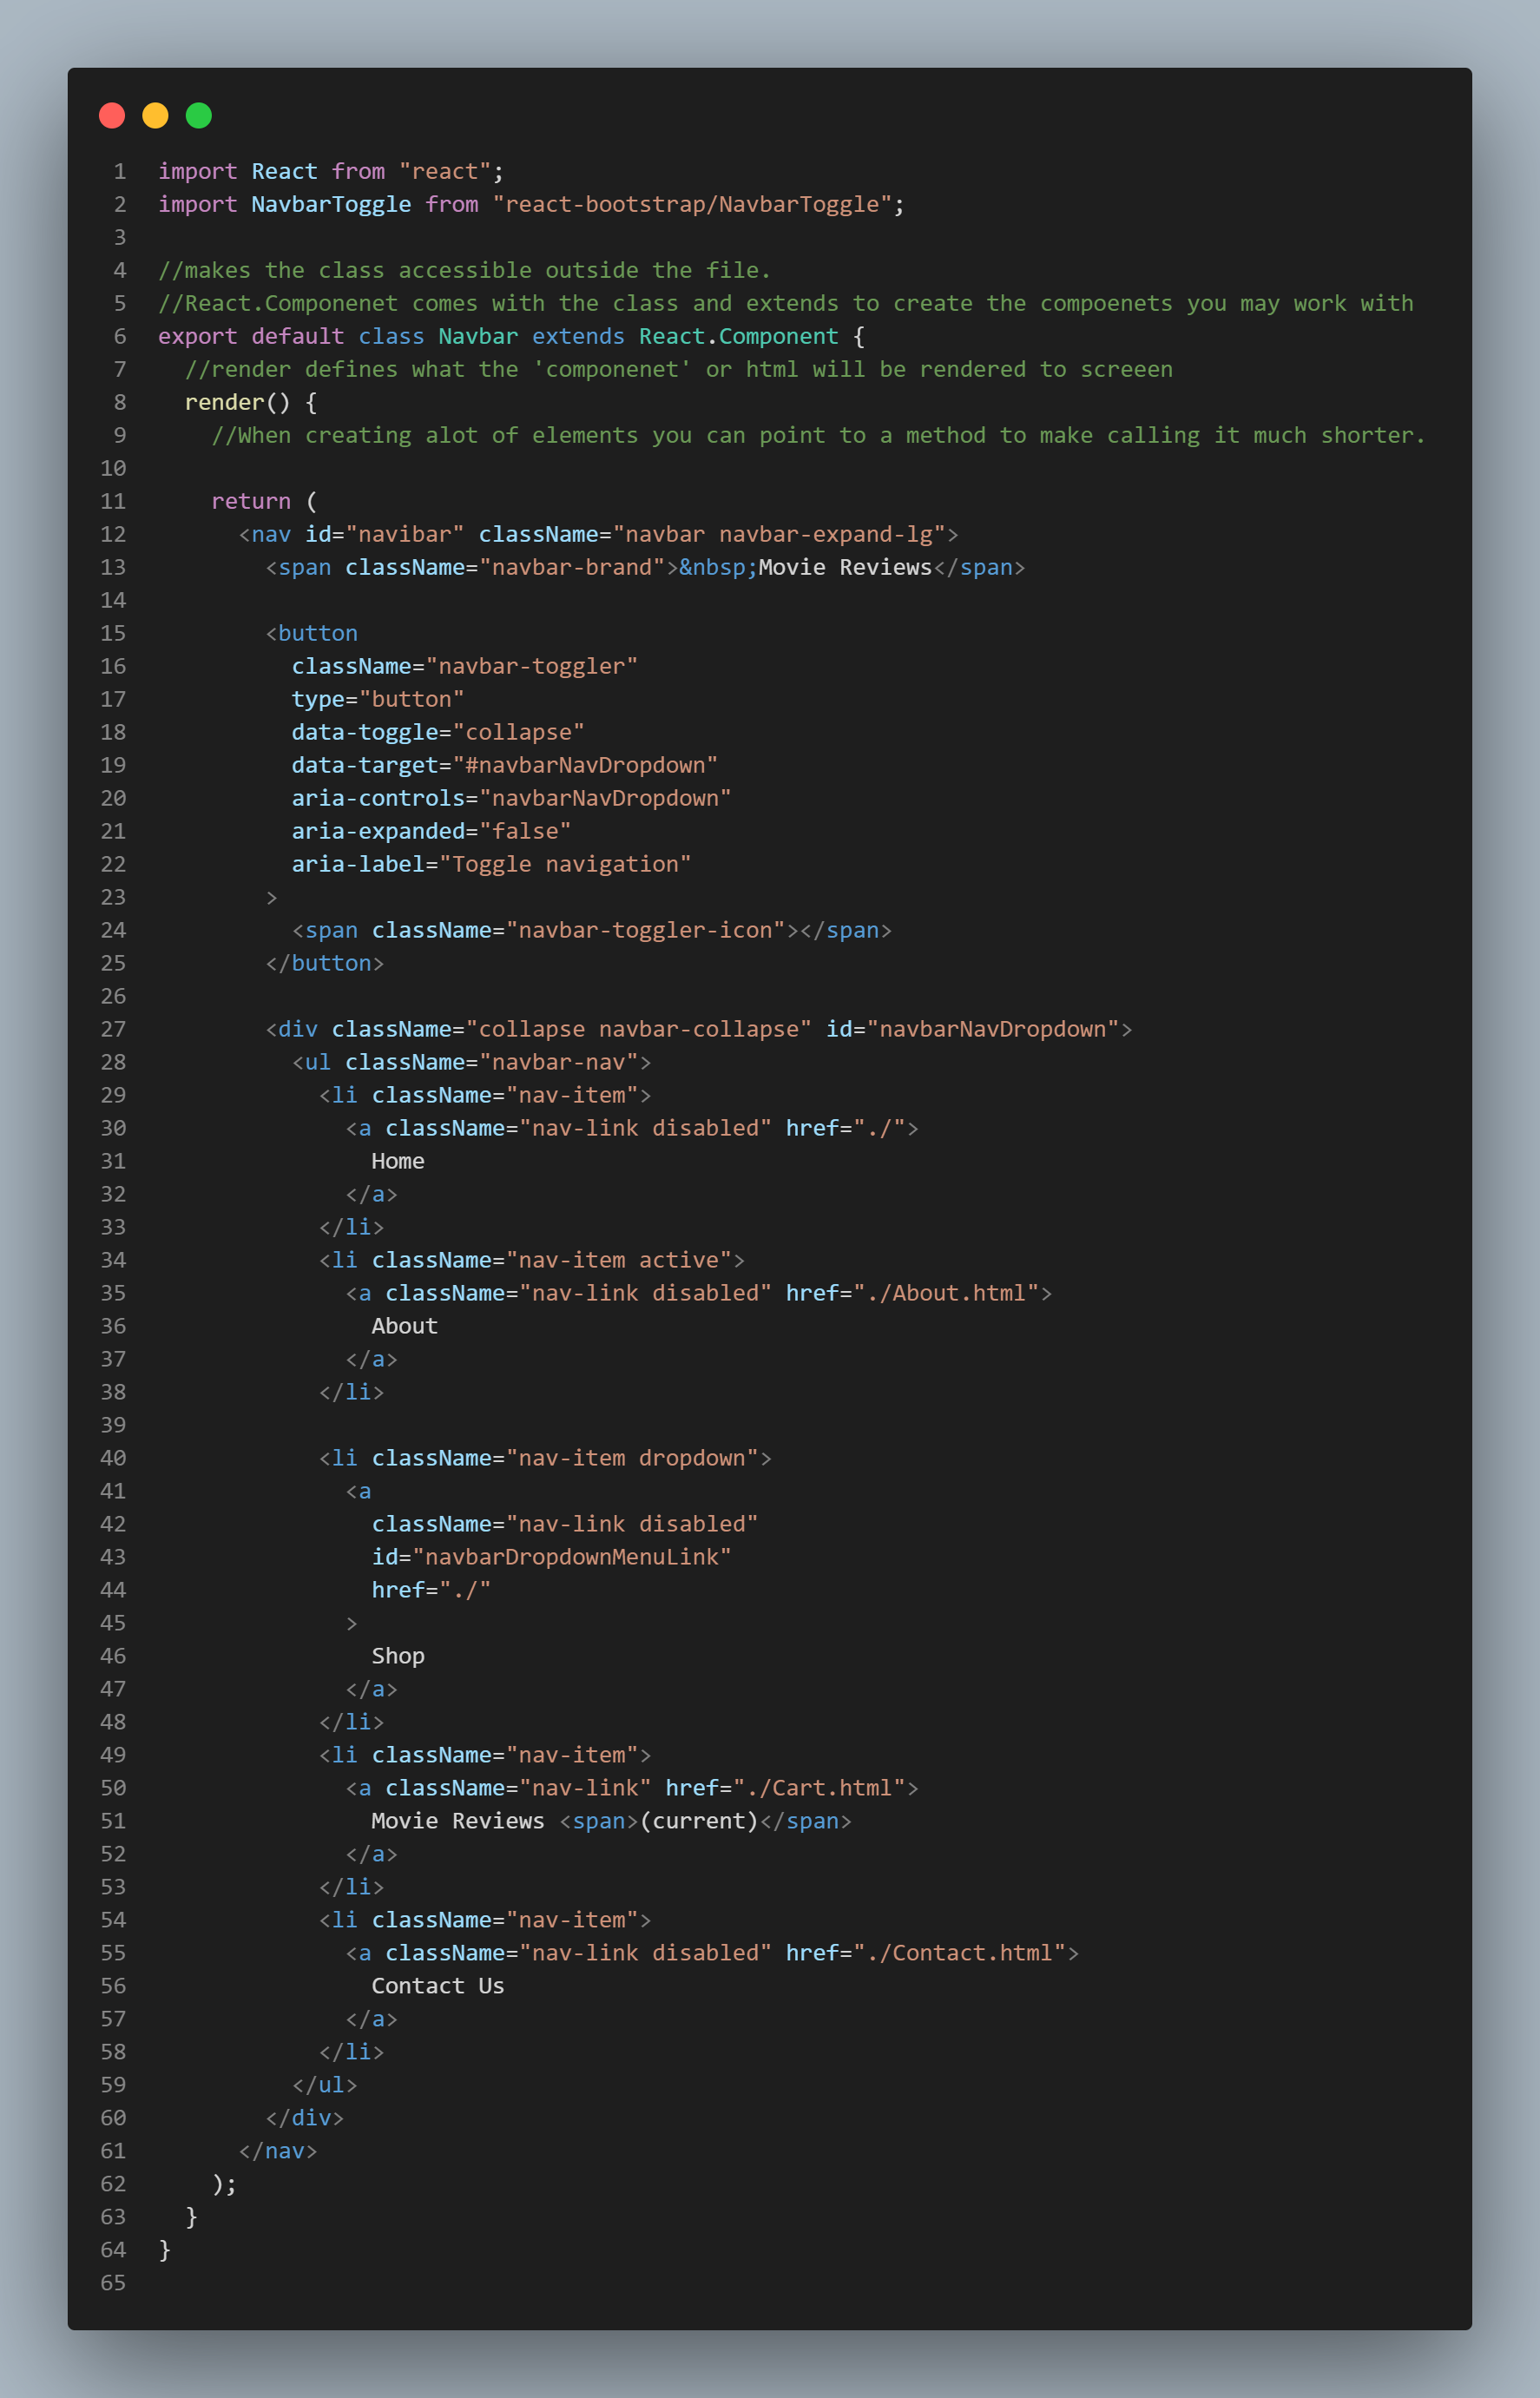 1 import React from "react";
2 import NavbarToggle from "react-bootstrap/NavbarToggle";
3
4 //makes the class accessible outside the file.
5 //React.Componenet comes with the class and extends to create the compoenets you may work with
6 export default class Navbar extends React.Component {
7   //render defines what the 'componenet' or html will be rendered to screeen
8   render() {
9     //When creating alot of elements you can point to a method to make calling it much shorter.
10
11     return (
12       <nav id="navibar" className="navbar navbar-expand-lg">
13         <span className="navbar-brand">&nbsp;Movie Reviews</span>
14
15         <button
16           className="navbar-toggler"
17           type="button"
18           data-toggle="collapse"
19           data-target="#navbarNavDropdown"
20           aria-controls="navbarNavDropdown"
21           aria-expanded="false"
22           aria-label="Toggle navigation"
23         >
24           <span className="navbar-toggler-icon"></span>
25         </button>
26
27         <div className="collapse navbar-collapse" id="navbarNavDropdown">
28           <ul className="navbar-nav">
29             <li className="nav-item">
30               <a className="nav-link disabled" href="./">
31                 Home
32               </a>
33             </li>
34             <li className="nav-item active">
35               <a className="nav-link disabled" href="./About.html">
36                 About
37               </a>
38             </li>
39
40             <li className="nav-item dropdown">
41               <a
42                 className="nav-link disabled"
43                 id="navbarDropdownMenuLink"
44                 href="./"
45               >
46                 Shop
47               </a>
48             </li>
49             <li className="nav-item">
50               <a className="nav-link" href="./Cart.html">
51                 Movie Reviews <span>(current)</span>
52               </a>
53             </li>
54             <li className="nav-item">
55               <a className="nav-link disabled" href="./Contact.html">
56                 Contact Us
57               </a>
58             </li>
59           </ul>
60         </div>
61       </nav>
62     );
63   }
64 }
65